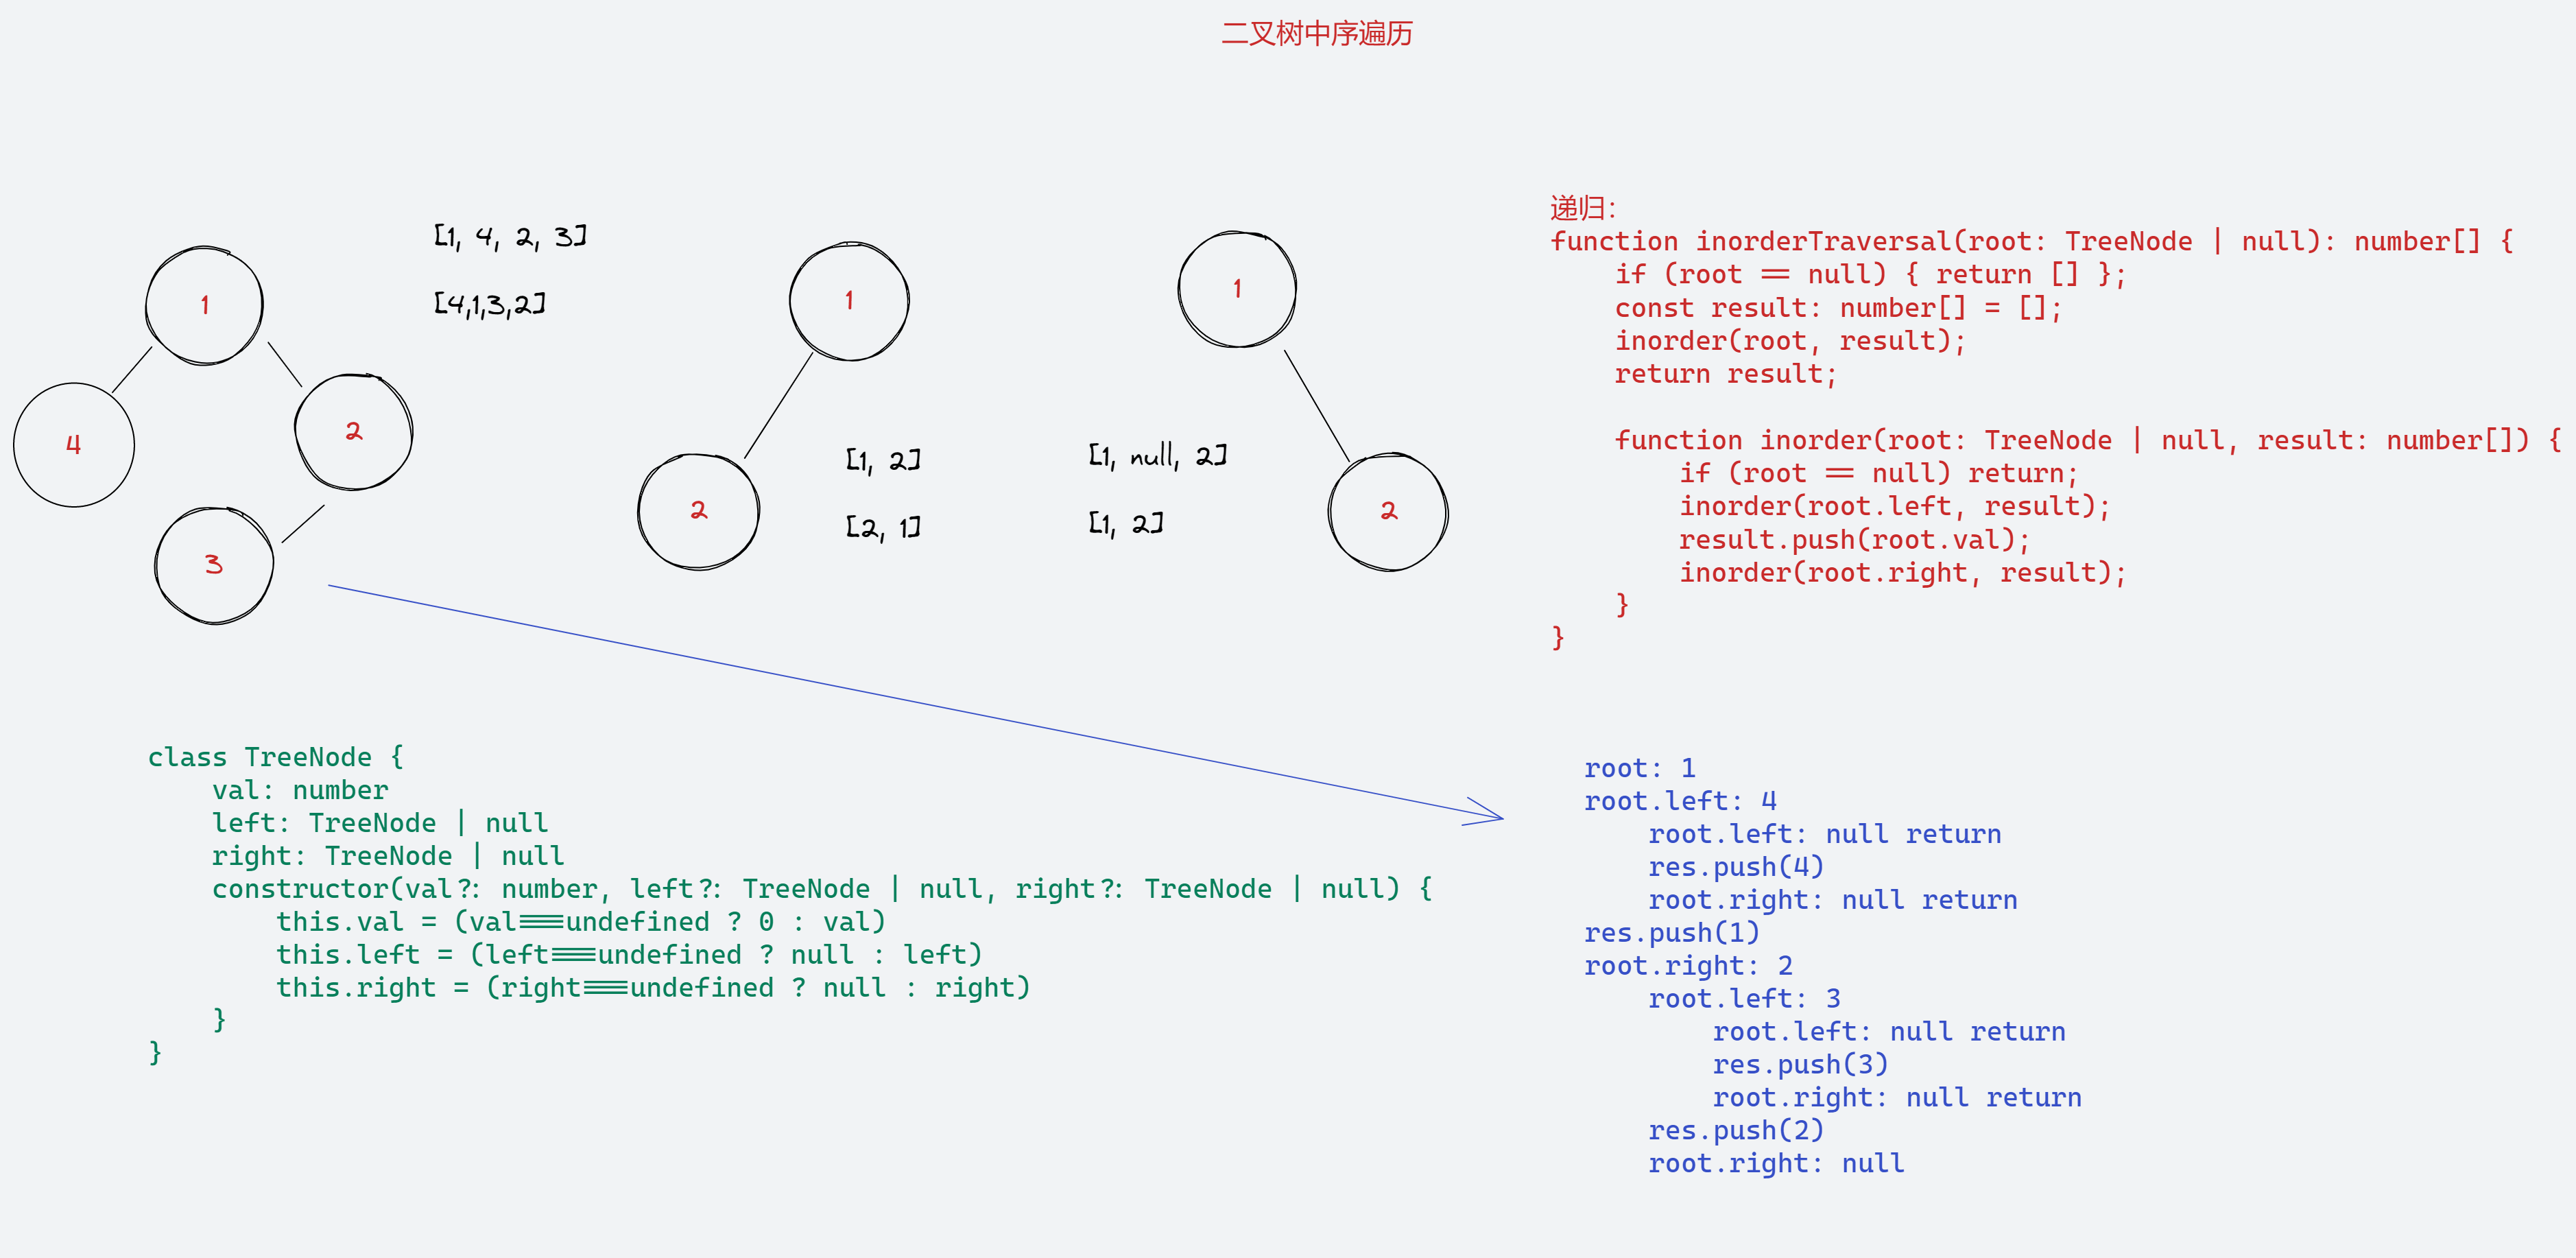 二叉树中序遍历
[1, 4, 2, 3]
[4,1,3,2]
1
4
2
3
1
2
[1, 2]
[2, 1]
1
2
[1, null, 2]
[1, 2]
递归：
function inorderTraversal(root: TreeNode | null): number[] {
    if (root == null) { return [] };
    const result: number[] = [];
    inorder(root, result);
    return result;
    function inorder(root: TreeNode | null, result: number[]) {
        if (root == null) return;
        inorder(root.left, result);
        result.push(root.val);
        inorder(root.right, result);
    }
}
class TreeNode {
    val: number
    left: TreeNode | null
    right: TreeNode | null
    constructor(val?: number, left?: TreeNode | null, right?: TreeNode | null) {
        this.val = (val===undefined ? 0 : val)
        this.left = (left===undefined ? null : left)
        this.right = (right===undefined ? null : right)
    }
}
root: 1
root.left: 4
    root.left: null return
    res.push(4)
    root.right: null return
res.push(1)
root.right: 2
    root.left: 3
        root.left: null return
        res.push(3)
        root.right: null return
    res.push(2)
    root.right: null